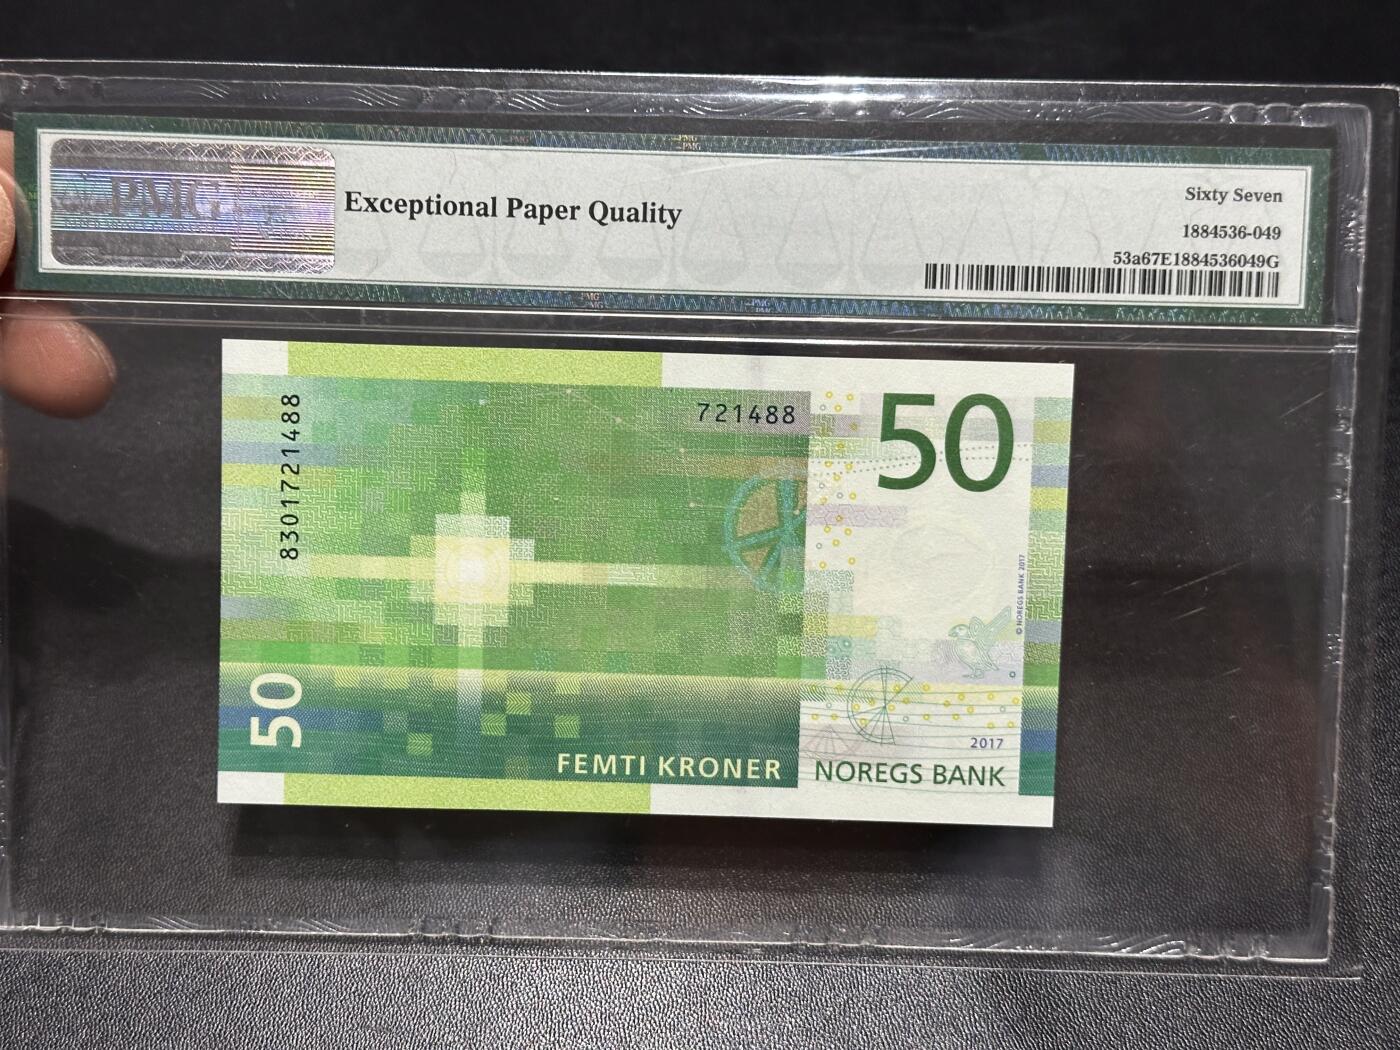 PMG
Exceptional Paper Quality
Sixty Seven
1884536-049
53a67E1884536049G
8301721488
721488
50
© NOREGS BANK 2017
50
FEMTI KRONER
2017
NOREGS BANK